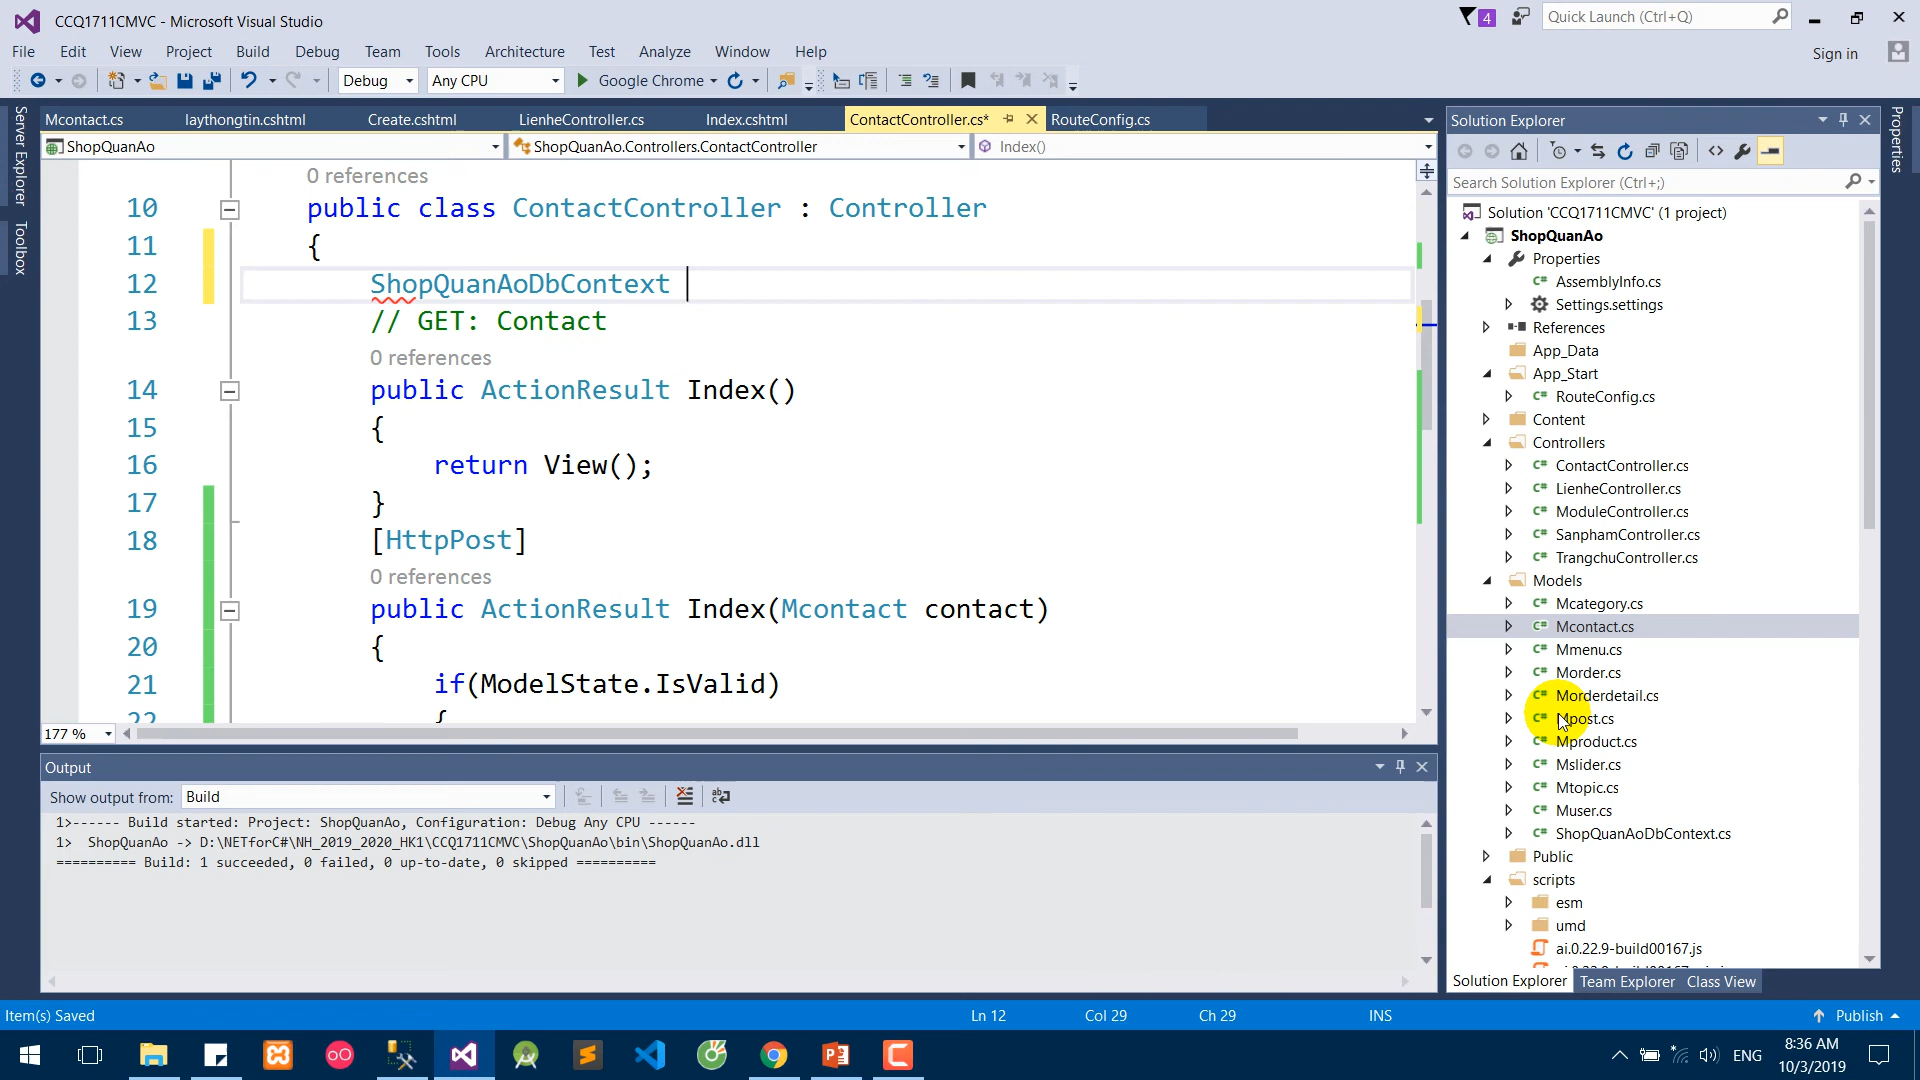 CCQ1711CMVC - Microsoft Visual Studio
4
Quick Launch (Ctrl+Q)
File Edit View Project Build Debug Team Tools Architecture Test Analyze Window Help
Sign in
Debug Any CPU Google Chrome
Server Explorer
Toolbox
Mcontact.cs laythongtin.cshtml Create.cshtml LienheController.cs Index.cshtml ContactController.cs* RouteConfig.cs
ShopQuanAo ShopQuanAo.Controllers.ContactController Index()
0 references
10 public class ContactController : Controller
11 {
12 ShopQuanAoDbContext
13 // GET: Contact
0 references
14 public ActionResult Index()
15 {
16 return View();
17 }
18 [HttpPost]
0 references
19 public ActionResult Index(Mcontact contact)
20 {
21 if(ModelState.IsValid)
22 {
177 %
Output
Show output from: Build
1>------ Build started: Project: ShopQuanAo, Configuration: Debug Any CPU ------
1> ShopQuanAo -> D:\NETforC#\NH_2019_2020_HK1\CCQ1711CMVC\ShopQuanAo\bin\ShopQuanAo.dll
========== Build: 1 succeeded, 0 failed, 0 up-to-date, 0 skipped ==========
Solution Explorer
Search Solution Explorer (Ctrl+;)
Solution 'CCQ1711CMVC' (1 project)
ShopQuanAo
Properties
AssemblyInfo.cs
Settings.settings
References
App_Data
App_Start
RouteConfig.cs
Content
Controllers
ContactController.cs
LienheController.cs
ModuleController.cs
SanphamController.cs
TrangchuController.cs
Models
Mcategory.cs
Mcontact.cs
Mmenu.cs
Morder.cs
Morderdetail.cs
Mpost.cs
Mproduct.cs
Mslider.cs
Mtopic.cs
Muser.cs
ShopQuanAoDbContext.cs
Public
scripts
esm
umd
ai.0.22.9-build00167.js
Solution Explorer Team Explorer Class View
Properties
Item(s) Saved Ln 12 Col 29 Ch 29 INS Publish
ENG
8:36 AM
10/3/2019